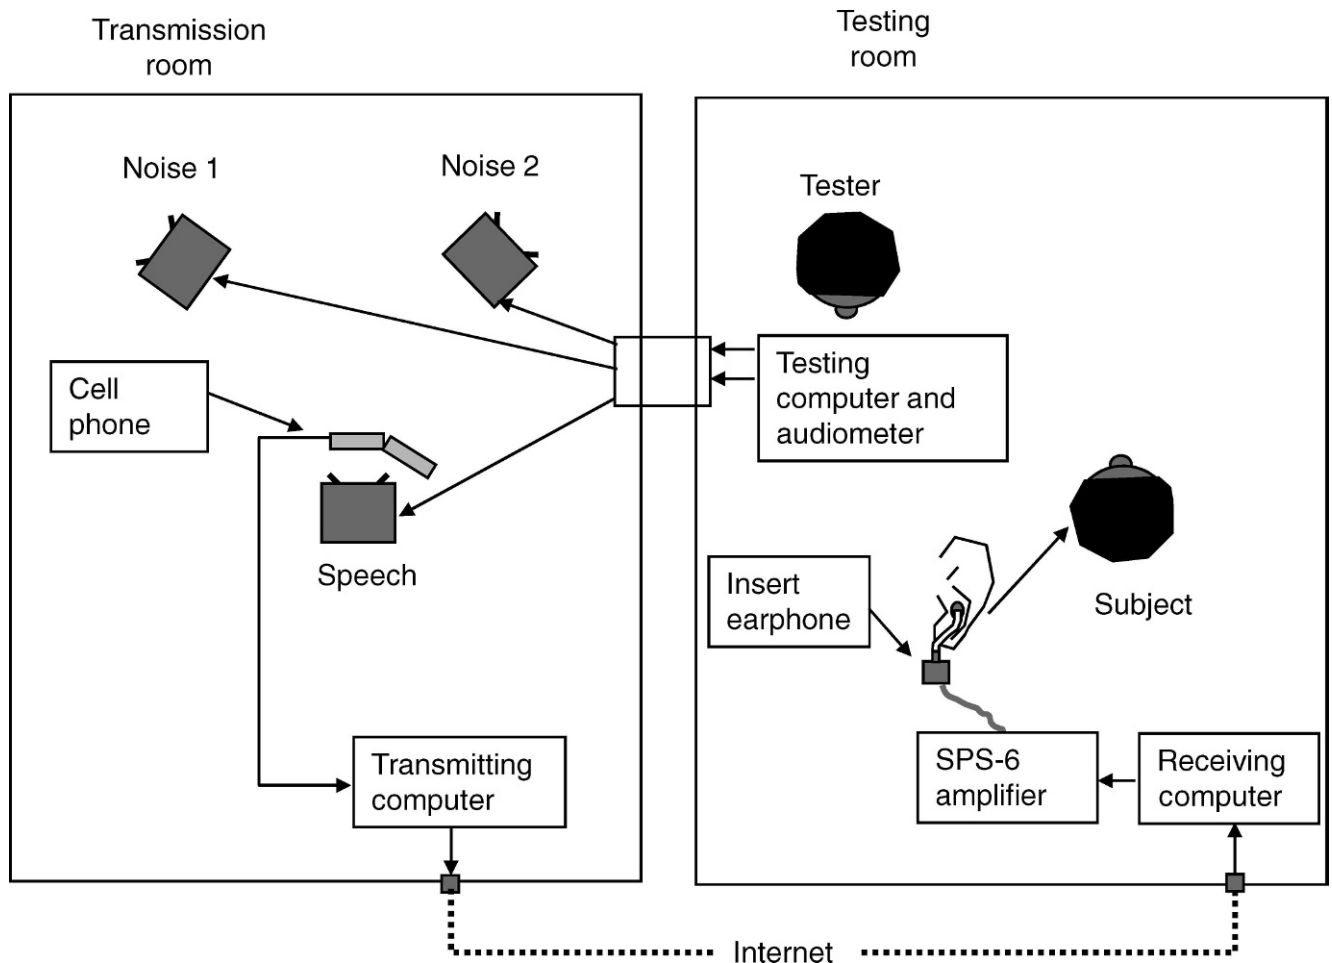 Transmission
room
Testing
room
Noise 1
Noise 2
Tester
Cell
phone
Testing
computer and
audiometer
Speech
Insert
earphone
Subject
Transmitting
computer
SPS-6
amplifier
Receiving
computer
Internet